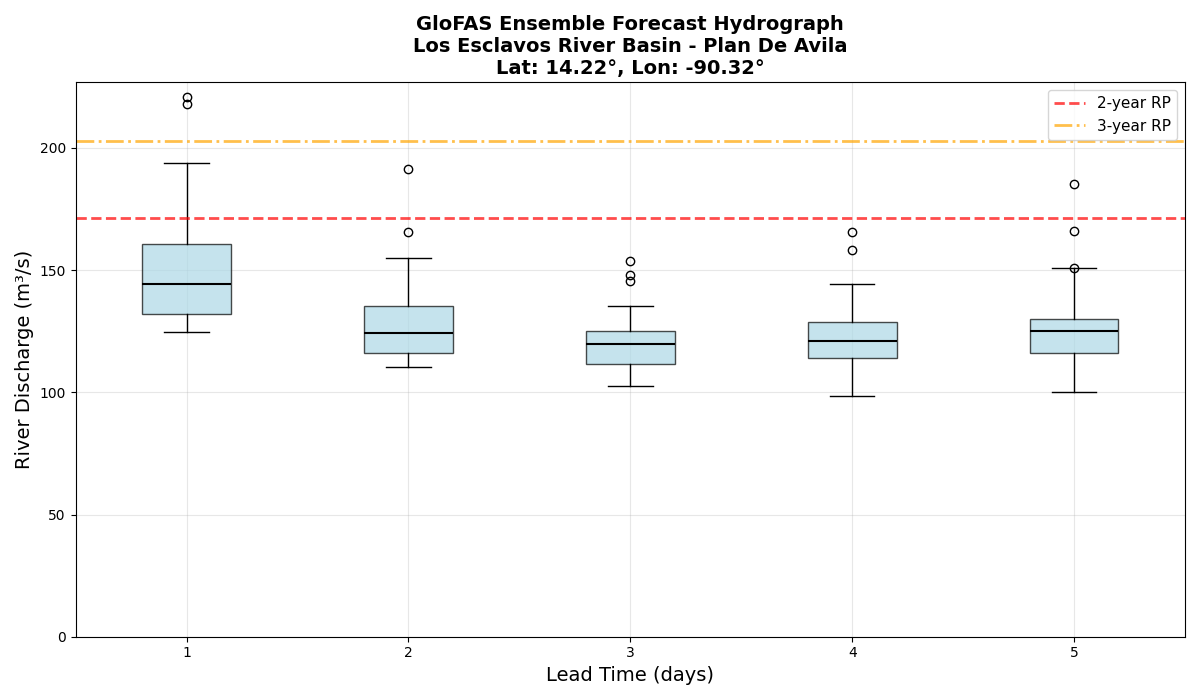 GloFAS Ensemble Forecast Hydrograph
Los Esclavos River Basin - Plan De Avila
Lat: 14.22°, Lon: -90.32°
2-year RP
3-year RP
River Discharge (m³/s)
200
150
100
50
0
1 2 3 4 5
Lead Time (days)